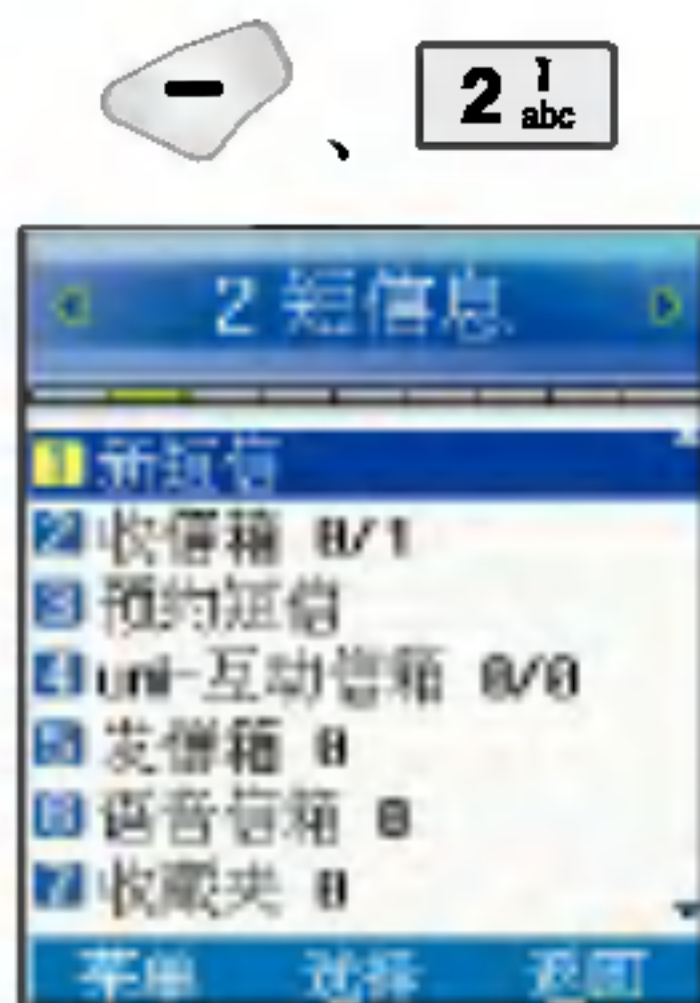 、 2 abc
2 短信息
1 新短信
2 收信箱 0/1
3 预约短信
4 uni-互动信箱 0/0
5 发信箱 0
6 语音信箱 0
7 收藏夹 0
菜单 选择 返回